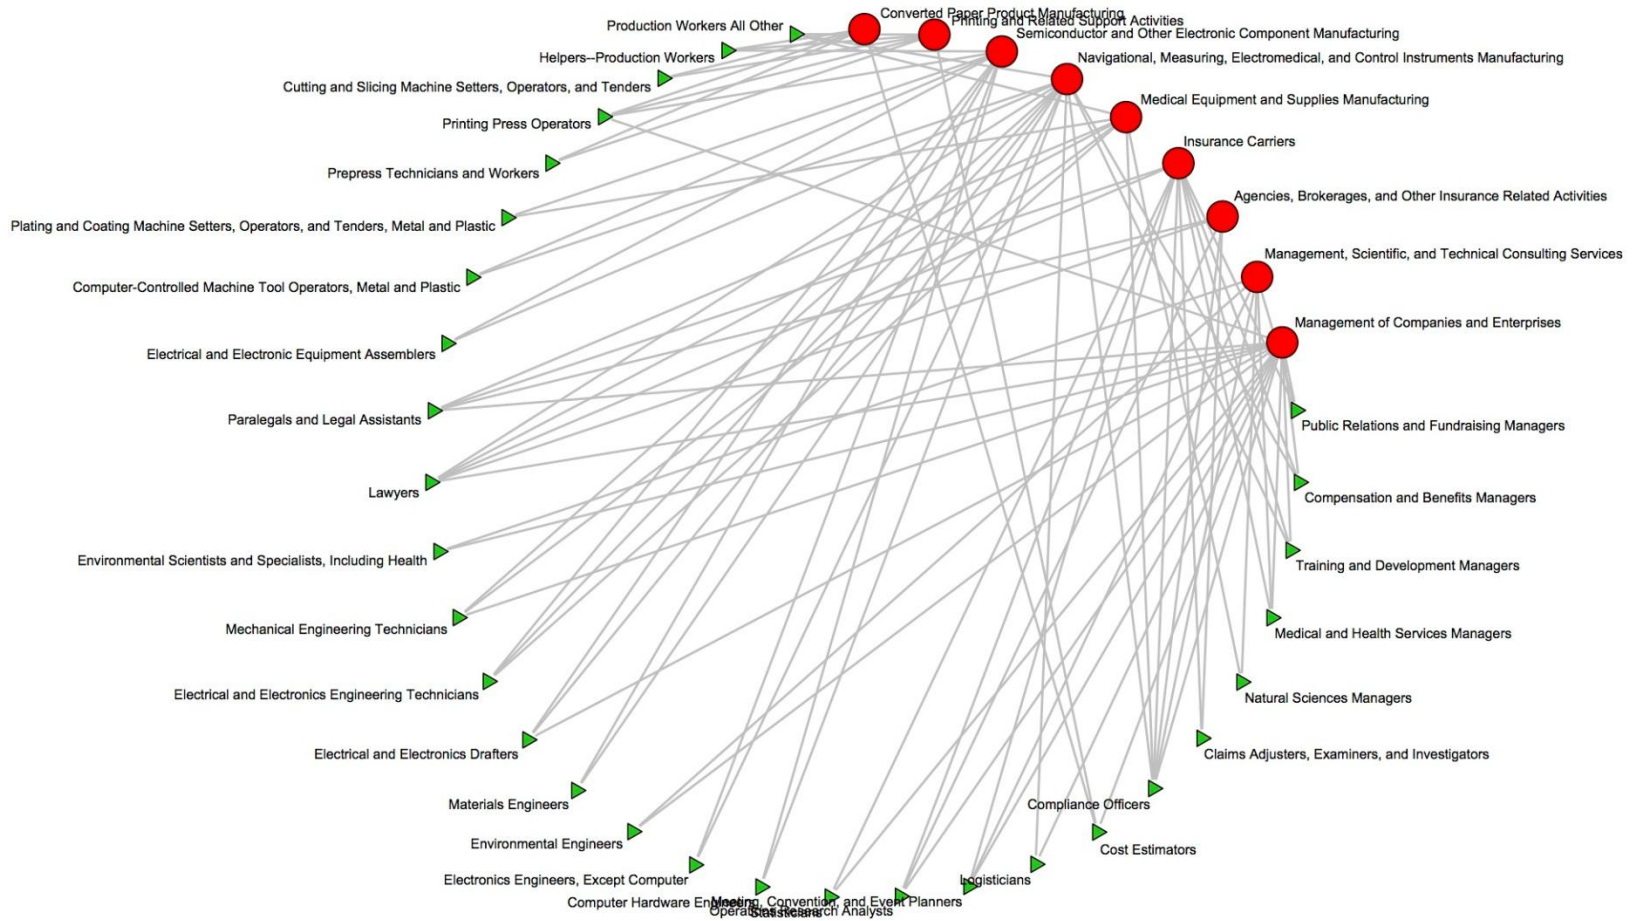 Converted Paper Product Manufacturing
Printing and Related Support Activities
Production Workers All Other
Semiconductor and Other Electronic Component Manufacturing
Helpers--Production Workers
Navigational, Measuring, Electromedical, and Control Instruments Manufacturing
Cutting and Slicing Machine Setters, Operators, and Tenders
Medical Equipment and Supplies Manufacturing
Printing Press Operators
Insurance Carriers
Prepress Technicians and Workers
Agencies, Brokerages, and Other Insurance Related Activities
Plating and Coating Machine Setters, Operators, and Tenders, Metal and Plastic
Management, Scientific, and Technical Consulting Services
Computer-Controlled Machine Tool Operators, Metal and Plastic
Management of Companies and Enterprises
Electrical and Electronic Equipment Assemblers
Paralegals and Legal Assistants
Public Relations and Fundraising Managers
Lawyers
Compensation and Benefits Managers
Environmental Scientists and Specialists, Including Health
Training and Development Managers
Mechanical Engineering Technicians
Medical and Health Services Managers
Electrical and Electronics Engineering Technicians
Natural Sciences Managers
Electrical and Electronics Drafters
Claims Adjusters, Examiners, and Investigators
Materials Engineers
Compliance Officers
Environmental Engineers
Cost Estimators
Electronics Engineers, Except Computer
Logisticians
Computer Hardware Engineers
Meeting, Convention, and Event Planners
Operations Research Analysts
Statisticians